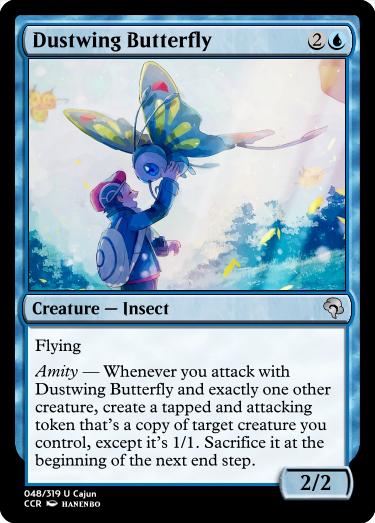 Dustwing Butterfly 2
Creature — Insect
Flying
Amity — Whenever you attack with
Dustwing Butterfly and exactly one other
creature, create a tapped and attacking
token that's a copy of target creature you
control, except it's 1/1. Sacrifice it at the
beginning of the next end step.
2/2
048/319 U Cajun
CCR HANENBO